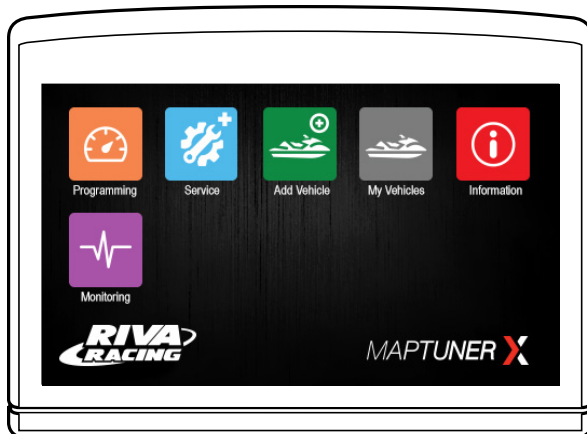 Programming
Service
Add Vehicle
My Vehicles
Information
Monitoring
RIVA
RACING
MAPTUNER X